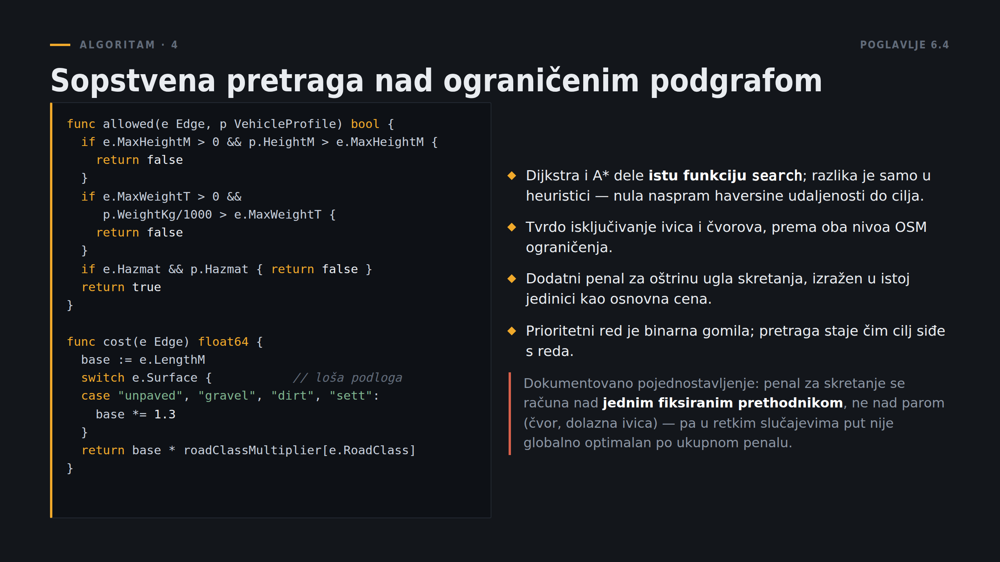 ALGORITAM · 4
POGLAVLJE 6.4
Sopstvena pretraga nad ograničenim podgrafom
func allowed(e Edge, p VehicleProfile) bool {
  if e.MaxHeightM > 0 && p.HeightM > e.MaxHeightM {
    return false
  }
  if e.MaxWeightT > 0 &&
     p.WeightKg/1000 > e.MaxWeightT {
    return false
  }
  if e.Hazmat && p.Hazmat { return false }
  return true
}
func cost(e Edge) float64 {
  base := e.LengthM
  switch e.Surface {           // loša podloga
  case "unpaved", "gravel", "dirt", "sett":
    base *= 1.3
  }
  return base * roadClassMultiplier[e.RoadClass]
}
Dijkstra i A* dele istu funkciju search; razlika je samo u
heuristici — nula naspram haversine udaljenosti do cilja.
Tvrdo isključivanje ivica i čvorova, prema oba nivoa OSM
ograničenja.
Dodatni penal za oštrinu ugla skretanja, izražen u istoj
jedinici kao osnovna cena.
Prioritetni red je binarna gomila; pretraga staje čim cilj siđe
s reda.
Dokumentovano pojednostavljenje: penal za skretanje se
računa nad jednim fiksiranim prethodnikom, ne nad parom
(čvor, dolazna ivica) — pa u retkim slučajevima put nije
globalno optimalan po ukupnom penalu.